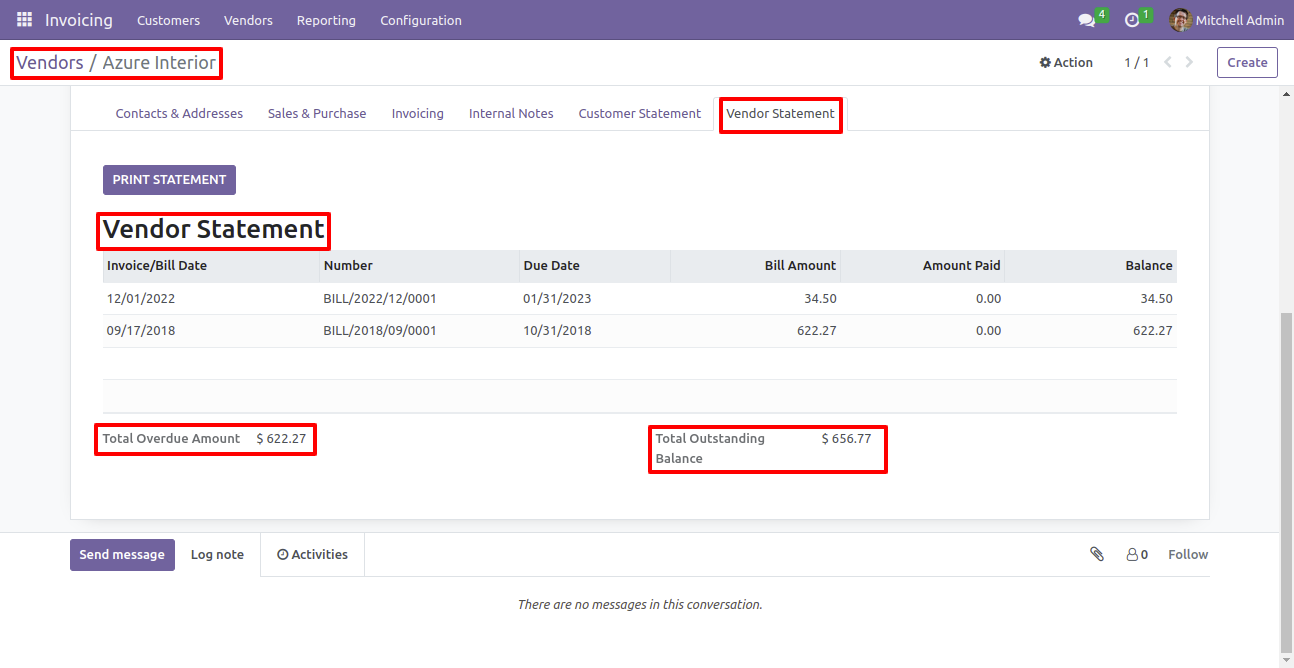 Invoicing Customers Vendors Reporting Configuration 4 1 Mitchell Admin
Vendors / Azure Interior Action 1 / 1 Create
Contacts & Addresses Sales & Purchase Invoicing Internal Notes Customer Statement Vendor Statement
PRINT STATEMENT
Vendor Statement
Invoice/Bill Date Number Due Date Bill Amount Amount Paid Balance
12/01/2022 BILL/2022/12/0001 01/31/2023 34.50 0.00 34.50
09/17/2018 BILL/2018/09/0001 10/31/2018 622.27 0.00 622.27
Total Overdue Amount $ 622.27 Total Outstanding $ 656.77
Balance
Send message Log note Activities 0 Follow
There are no messages in this conversation.